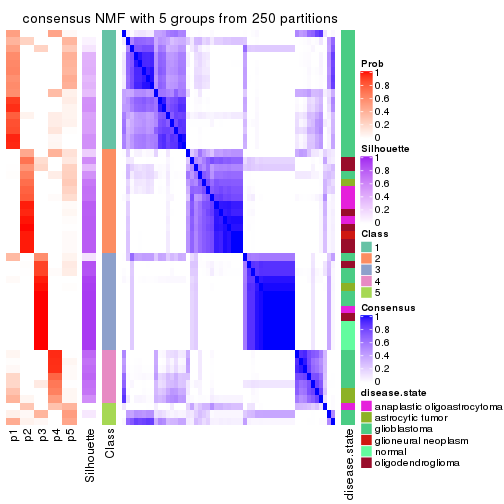 consensus NMF with 5 groups from 250 partitions
Prob
1
0.8
0.6
0.4
0.2
0
Silhouette
1
0.8
0.6
0.4
0.2
0
Class
1
2
3
4
5
Consensus
1
0.8
0.6
0.4
0.2
0
disease.state
anaplastic oligoastrocytoma
astrocytic tumor
glioblastoma
glioneural neoplasm
normal
oligodendroglioma
p1
p2
p3
p4
p5
Silhouette
Class
disease.state